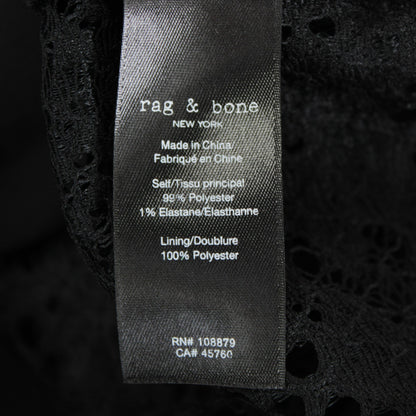 rag & bone
NEW YORK
Made in China
Fabriqué en Chine
Self/Tissu principal
99% Polyester
1% Elastane/Élasthanne
Lining/Doublure
100% Polyester
RN# 108879
CA# 45760